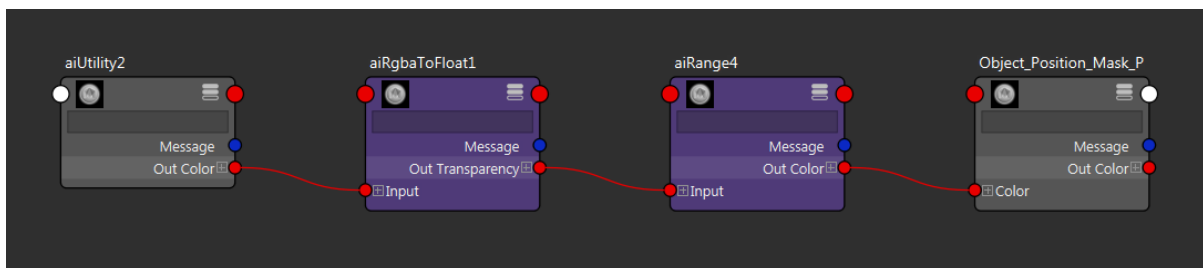 aiUtility2
Message
Out Color
aiRgbaToFloat1
Message
Out Transparency
Input
aiRange4
Message
Out Color
Input
Object_Position_Mask_P
Message
Out Color
Color